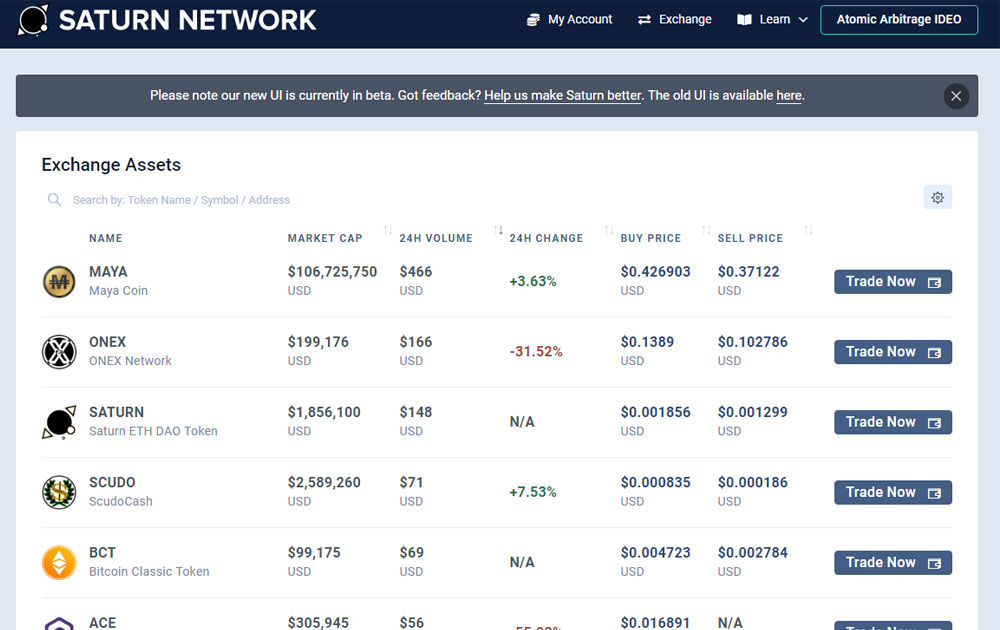 SATURN NETWORK
My Account Exchange Learn Atomic Arbitrage IDEO
Please note our new UI is currently in beta. Got feedback? Help us make Saturn better. The old UI is available here.
Exchange Assets
Search by: Token Name / Symbol / Address
NAME MARKET CAP 24H VOLUME 24H CHANGE BUY PRICE SELL PRICE
MAYA $106,725,750 $466 +3.63% $0.426903 $0.37122 Trade Now
Maya Coin USD USD USD USD
ONEX $199,176 $166 -31.52% $0.1389 $0.102786 Trade Now
ONEX Network USD USD USD USD
SATURN $1,856,100 $148 N/A $0.001856 $0.001299 Trade Now
Saturn ETH DAO Token USD USD USD USD
SCUDO $2,589,260 $71 +7.53% $0.000835 $0.000186 Trade Now
ScudoCash USD USD USD USD
BCT $99,175 $69 N/A $0.004723 $0.002784 Trade Now
Bitcoin Classic Token USD USD USD USD
ACE $305,945 $56 $0.016891 N/A Trade Now